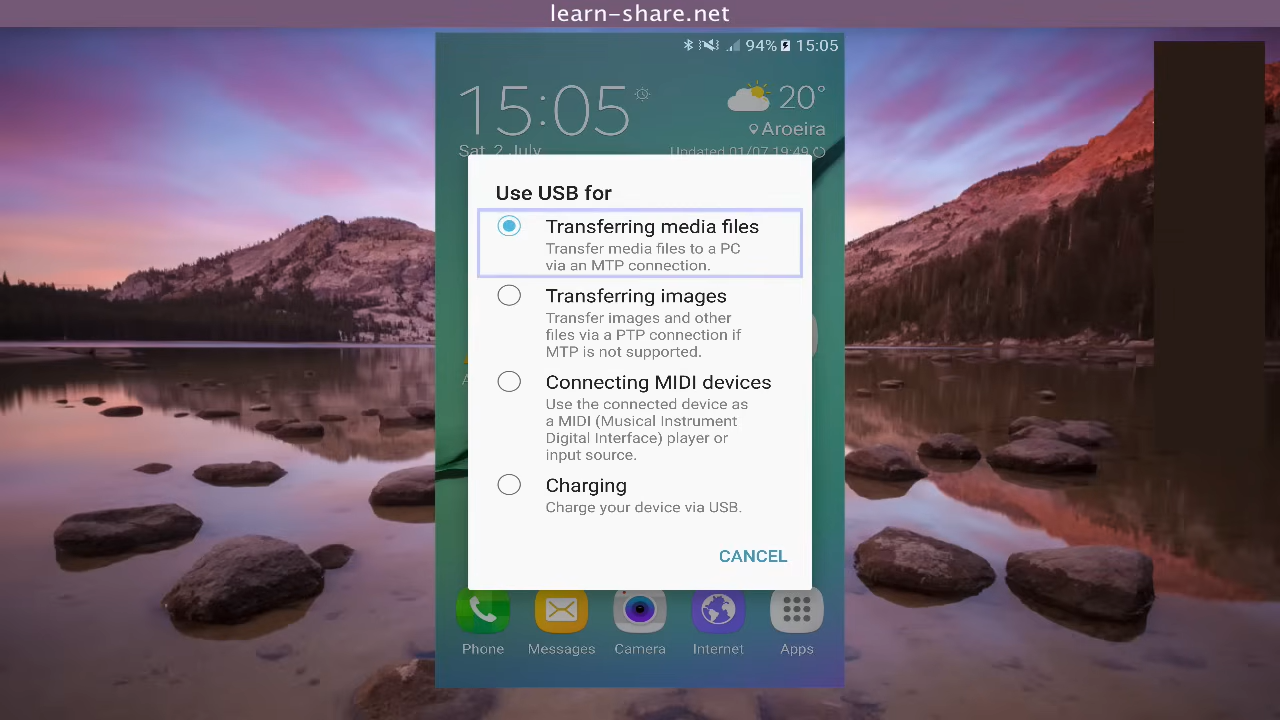 learn-share.net
94% 15:05
15:05
20°
Aroeira
Sat, 2 July
Updated 01/07 19:49
Use USB for
Transferring media files
Transfer media files to a PC
via an MTP connection.
Transferring images
Transfer images and other
files via a PTP connection if
MTP is not supported.
Connecting MIDI devices
Use the connected device as
a MIDI (Musical Instrument
Digital Interface) player or
input source.
Charging
Charge your device via USB.
CANCEL
Phone Messages Camera Internet Apps